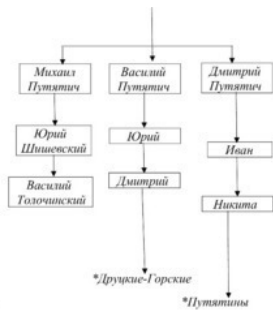 Михаил
Путятич
Василий
Путятич
Дмитрий
Путятич
Юрий
Шишевский
Юрий
Иван
Василий
Толочинский
Дмитрий
Никита
*Друцкие-Горские
*Путятины